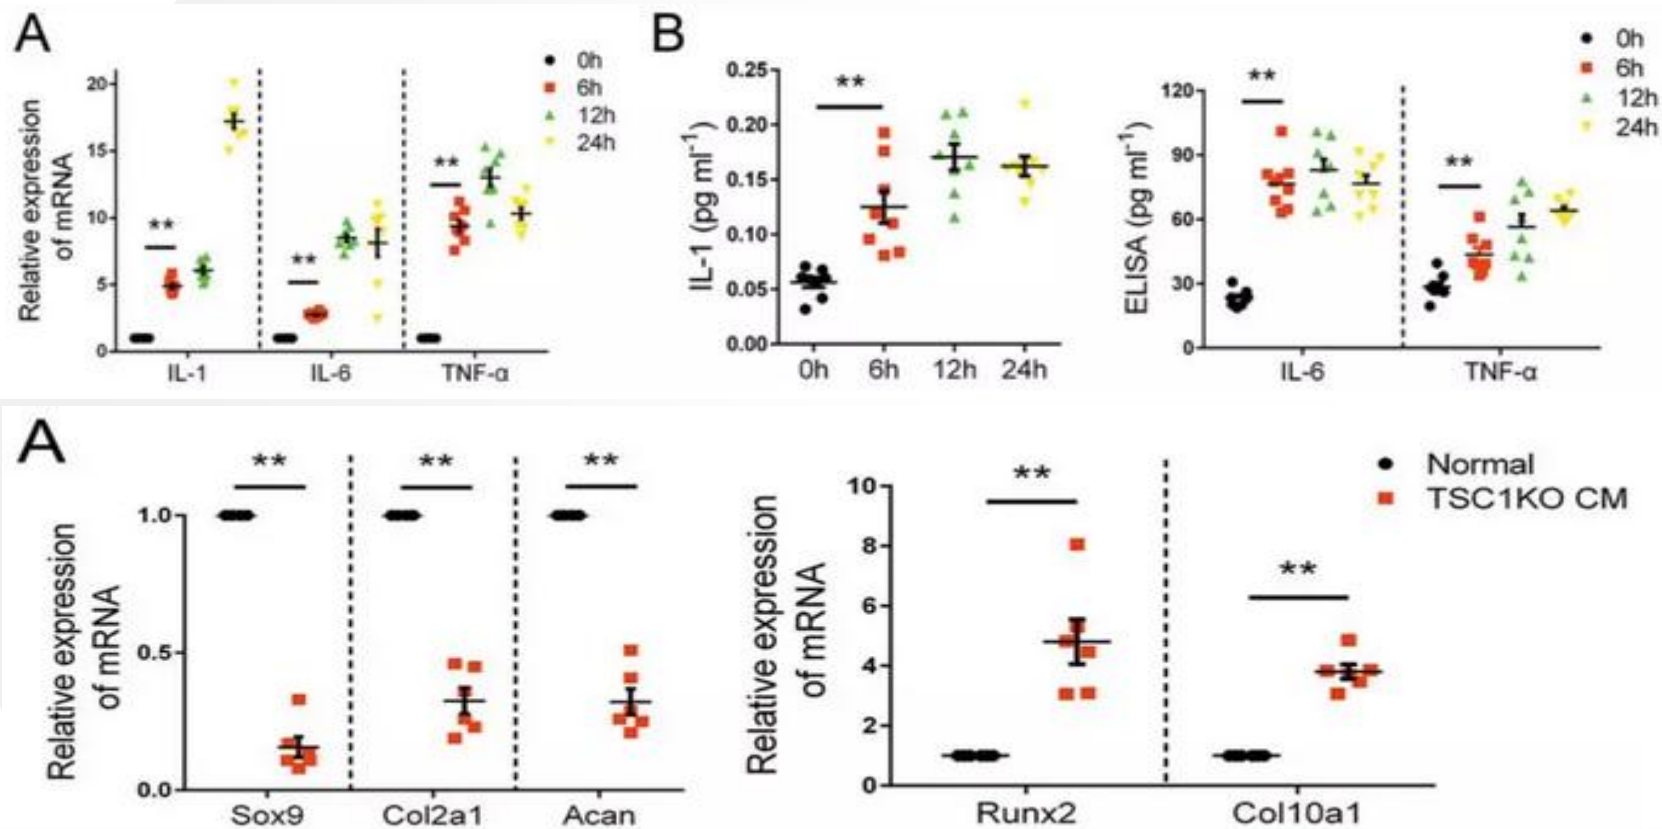 A
B
0h
6h
12h
24h
Relative expression
of mRNA
20
15
10
5
0
**
**
**
IL-1
IL-6
TNF-α
IL-1 (pg ml⁻¹)
0.25
0.20
0.15
0.10
0.05
0.00
**
0h
6h
12h
24h
0h
6h
12h
24h
ELISA (pg ml⁻¹)
120
90
60
30
0
**
**
IL-6
TNF-α
A
Relative expression
of mRNA
1.0
0.5
0.0
**
**
**
Sox9
Col2a1
Acan
Relative expression
of mRNA
10
8
6
4
2
0
**
**
Runx2
Col10a1
Normal
TSC1KO CM